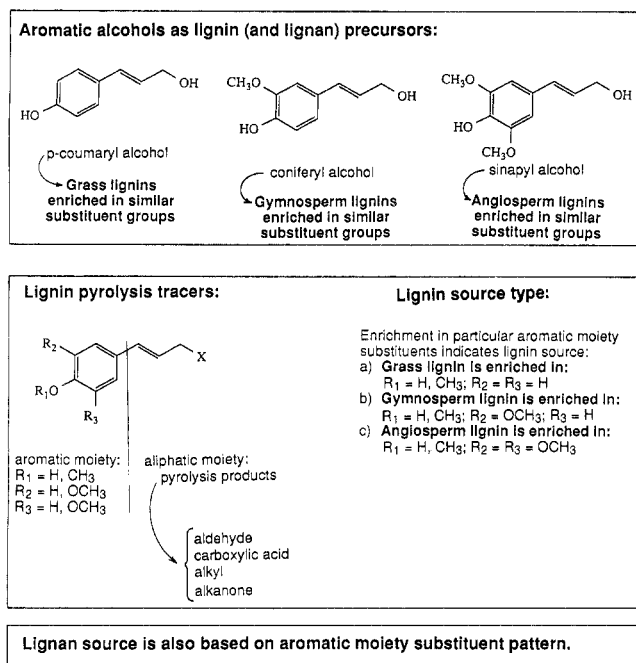 Aromatic alcohols as lignin (and lignan) precursors:
HO
OH
CH₃O
HO
OH
CH₃O
HO
OCH₃
OH
p-coumaryl alcohol
Grass lignins
enriched in similar
substituent groups
coniferyl alcohol
Gymnosperm lignins
enriched in similar
substituent groups
sinapyl alcohol
Angiosperm lignins
enriched in similar
substituent groups
Lignin pyrolysis tracers:
R₂
R₁O
R₃
X
aromatic moiety:
R₁ = H, CH₃
R₂ = H, OCH₃
R₃ = H, OCH₃
aliphatic moiety:
pyrolysis products
aldehyde
carboxylic acid
alkyl
alkanone
Lignin source type:
Enrichment in particular aromatic moiety
substituents indicates lignin source:
a) Grass lignin is enriched in:
R₁ = H, CH₃; R₂ = R₃ = H
b) Gymnosperm lignin is enriched in:
R₁ = H, CH₃; R₂ = OCH₃; R₃ = H
c) Angiosperm lignin is enriched in:
R₁ = H, CH₃; R₂ = R₃ = OCH₃
Lignan source is also based on aromatic moiety substituent pattern.